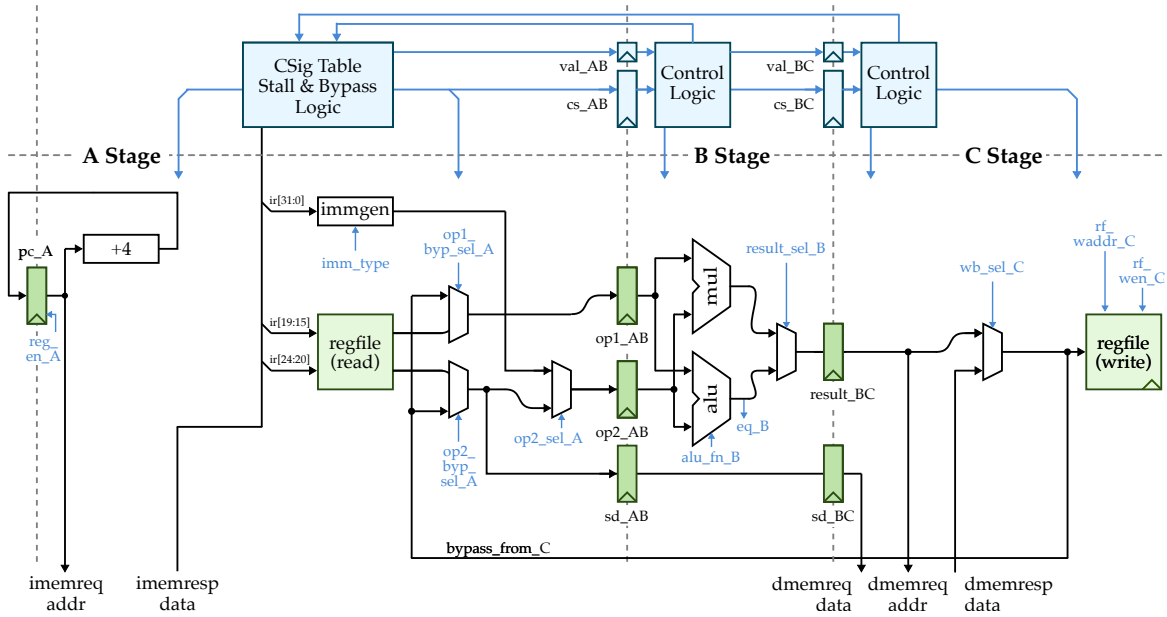 CSig Table
Stall & Bypass
Logic
val_AB
cs_AB
Control
Logic
val_BC
cs_BC
Control
Logic
A Stage
B Stage
C Stage
ir[31:0]
immgen
imm_type
pc_A
+4
reg_
en_A
op1_
byp_sel_A
ir[19:15]
ir[24:20]
regfile
(read)
op2_
byp_
sel_A
op2_sel_A
op1_AB
op2_AB
sd_AB
mul
alu
alu_fn_B
eq_B
result_sel_B
result_BC
sd_BC
wb_sel_C
rf_
waddr_C
rf_
wen_C
regfile
(write)
bypass_from_C
imemreq
addr
imemresp
data
dmemreq
data
dmemreq
addr
dmemresp
data